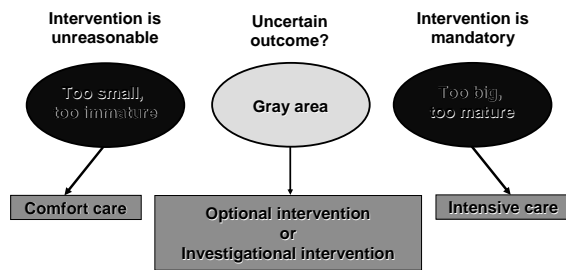 Intervention is
unreasonable
Uncertain
outcome?
Intervention is
mandatory
Too small,
too immature
Gray area
Too big,
too mature
Comfort care
Optional intervention
or
Investigational intervention
Intensive care